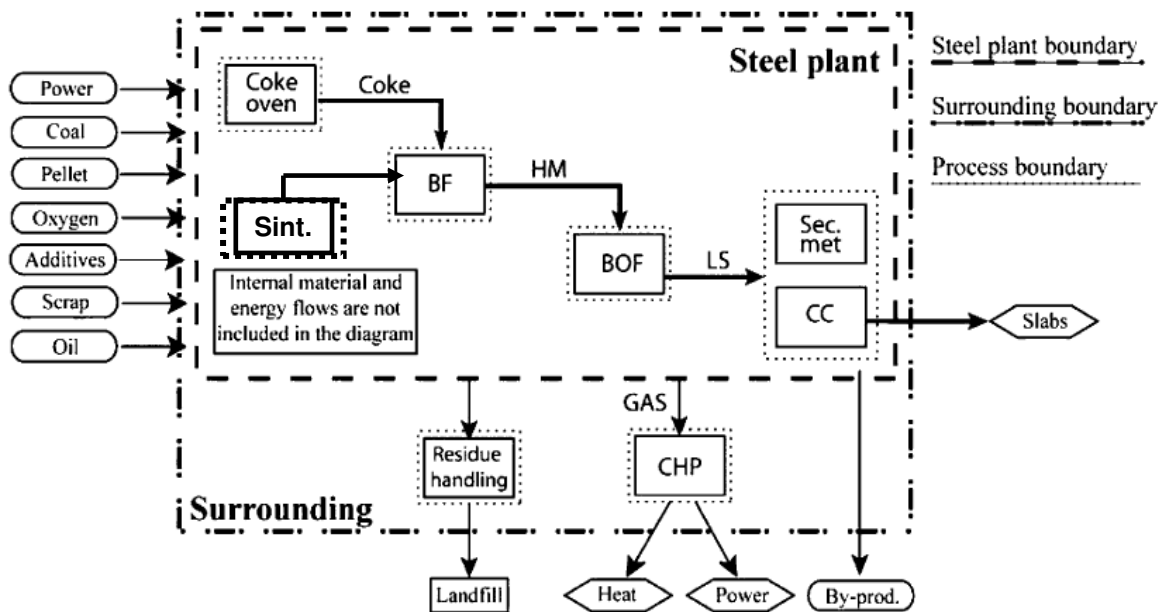 Steel plant
Steel plant boundary
Surrounding boundary
Process boundary
Power
Coal
Pellet
Oxygen
Additives
Scrap
Oil
Coke
oven
Coke
BF
HM
Sint.
BOF
LS
Sec.
met
CC
Slabs
Internal material and
energy flows are not
included in the diagram
GAS
Residue
handling
CHP
Surrounding
Landfill
Heat
Power
By-prod.